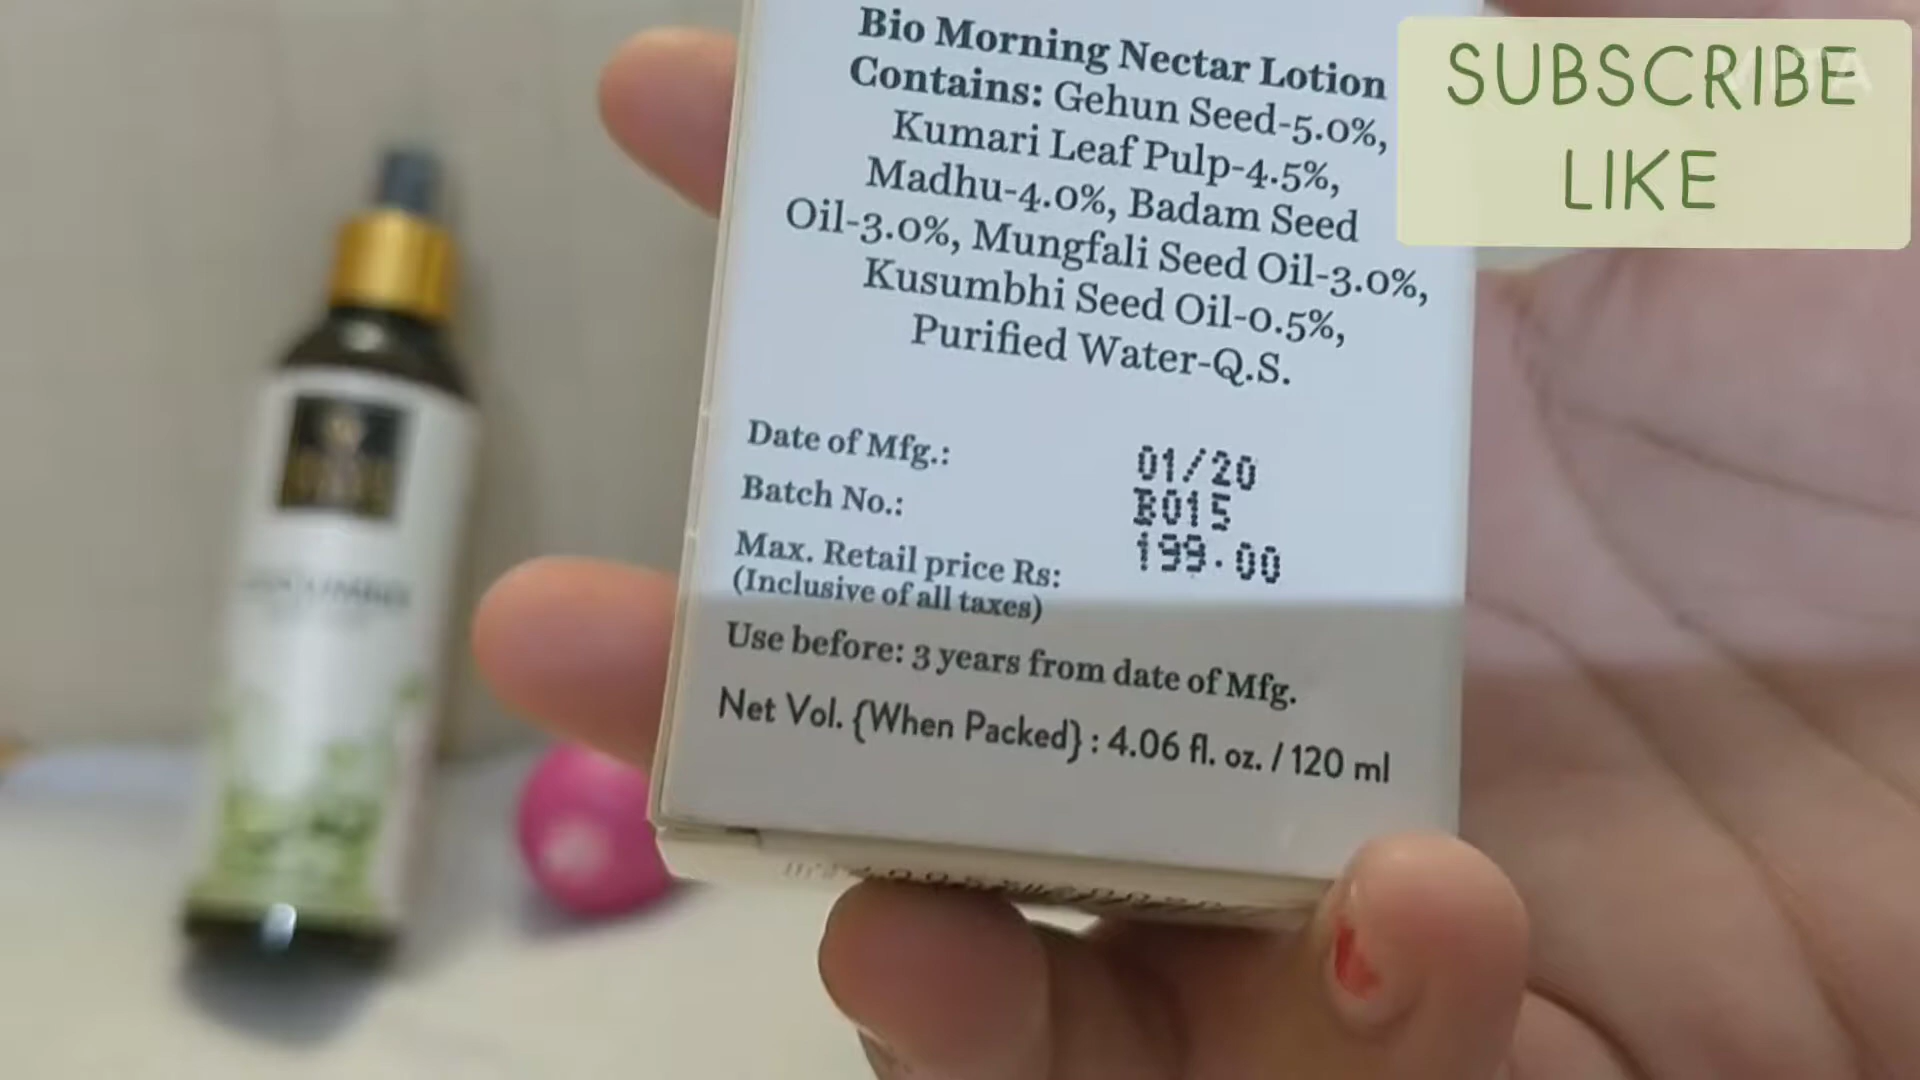 Bio Morning Nectar Lotion
Contains: Gehun Seed-5.0%,
Kumari Leaf Pulp-4.5%,
Madhu-4.0%, Badam Seed
Oil-3.0%, Mungfali Seed Oil-3.0%,
Kusumbhi Seed Oil-0.5%,
Purified Water-Q.S.
Date of Mfg.: 01/20
Batch No.: B015
Max. Retail price Rs: 199.00
(Inclusive of all taxes)
Use before: 3 years from date of Mfg.
Net Vol. {When Packed} : 4.06 fl. oz. / 120 ml
SUBSCRIBE
LIKE